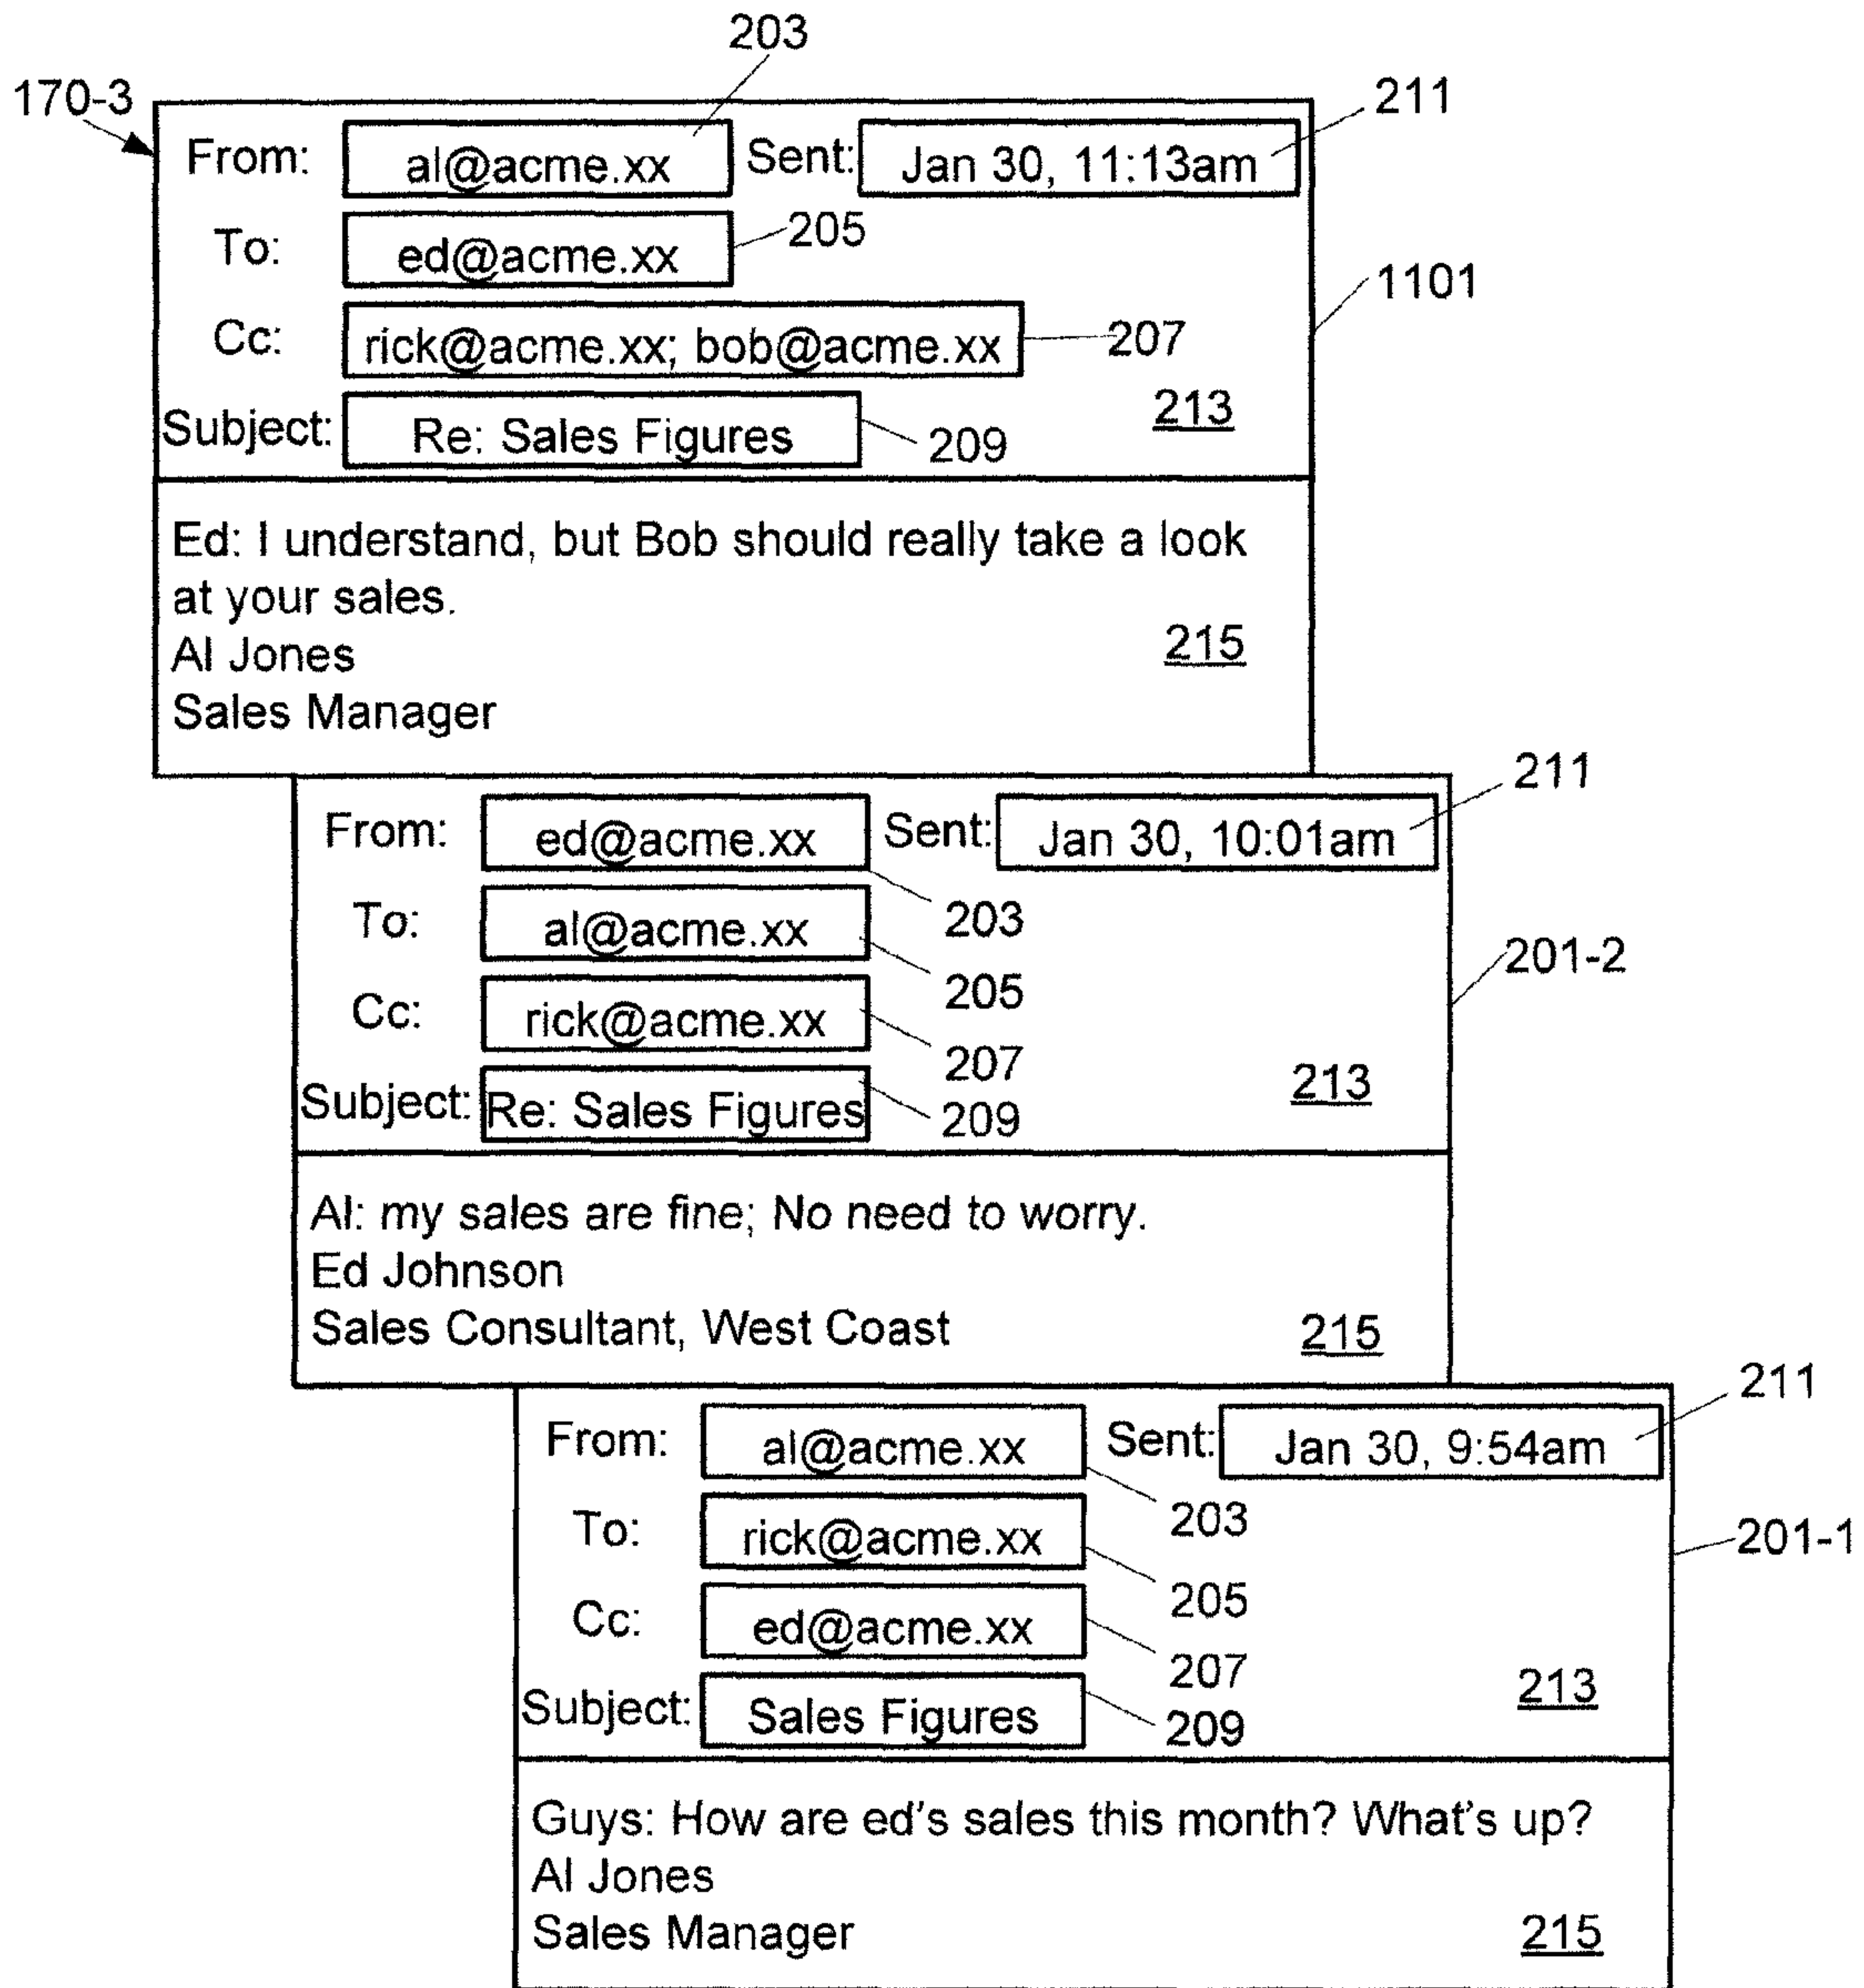 203
170-3
211
From: al@acme.xx Sent: Jan 30, 11:13am
To: ed@acme.xx 205
1101
Cc: rick@acme.xx; bob@acme.xx 207
213
Subject: Re: Sales Figures 209
Ed: I understand, but Bob should really take a look
at your sales.
Al Jones 215
Sales Manager
211
From: ed@acme.xx Sent: Jan 30, 10:01am
203
To: al@acme.xx
201-2
205
Cc: rick@acme.xx
207
213
Subject: Re: Sales Figures 209
Al: my sales are fine; No need to worry.
Ed Johnson
Sales Consultant, West Coast 215
211
From: al@acme.xx Sent: Jan 30, 9:54am
203
To: rick@acme.xx 201-1
205
Cc: ed@acme.xx
207
213
Subject: Sales Figures 209
Guys: How are ed's sales this month? What's up?
Al Jones
Sales Manager 215